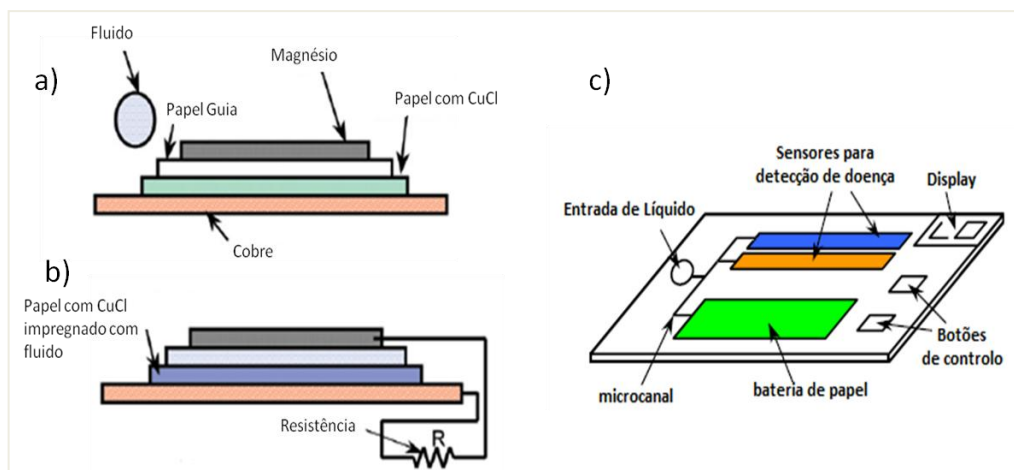 a)
Fluido
Papel Guia
Magnésio
Papel com CuCl
Cobre
b)
Papel com CuCl
impregnado com
fluido
Resistência
R
c)
Sensores para
detecção de doença
Display
Entrada de Líquido
Botões
de controlo
microcanal
bateria de papel